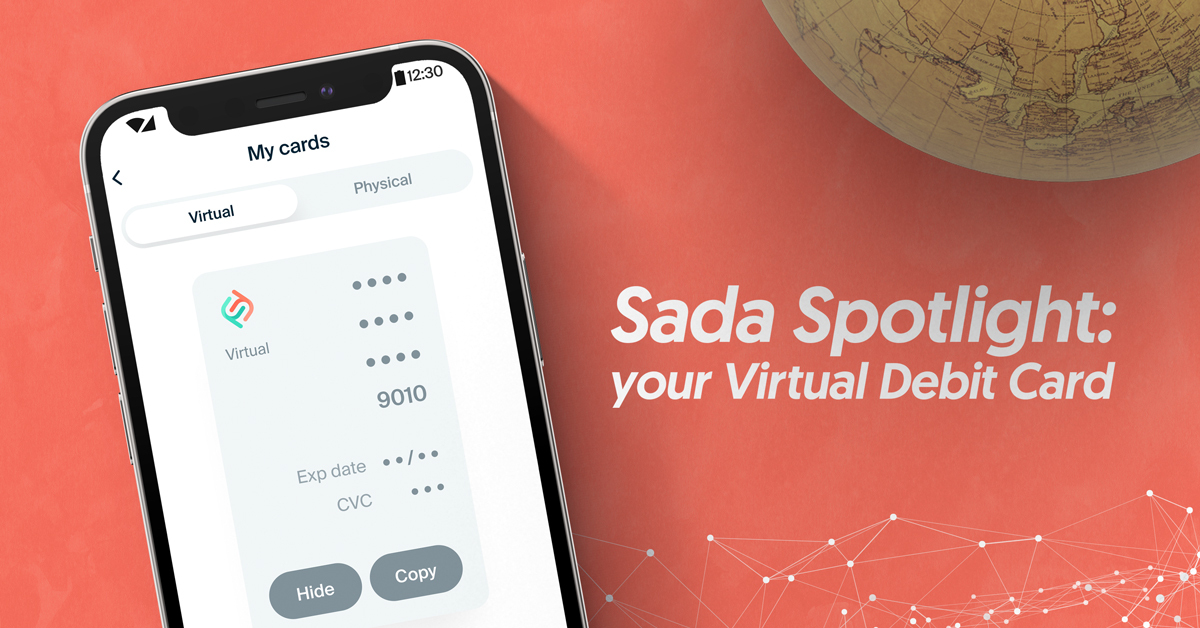 12:30
My cards
Virtual
Physical
Virtual
9010
Exp date ••/••
CVC •••
Hide
Copy
Sada Spotlight:
your Virtual Debit Card